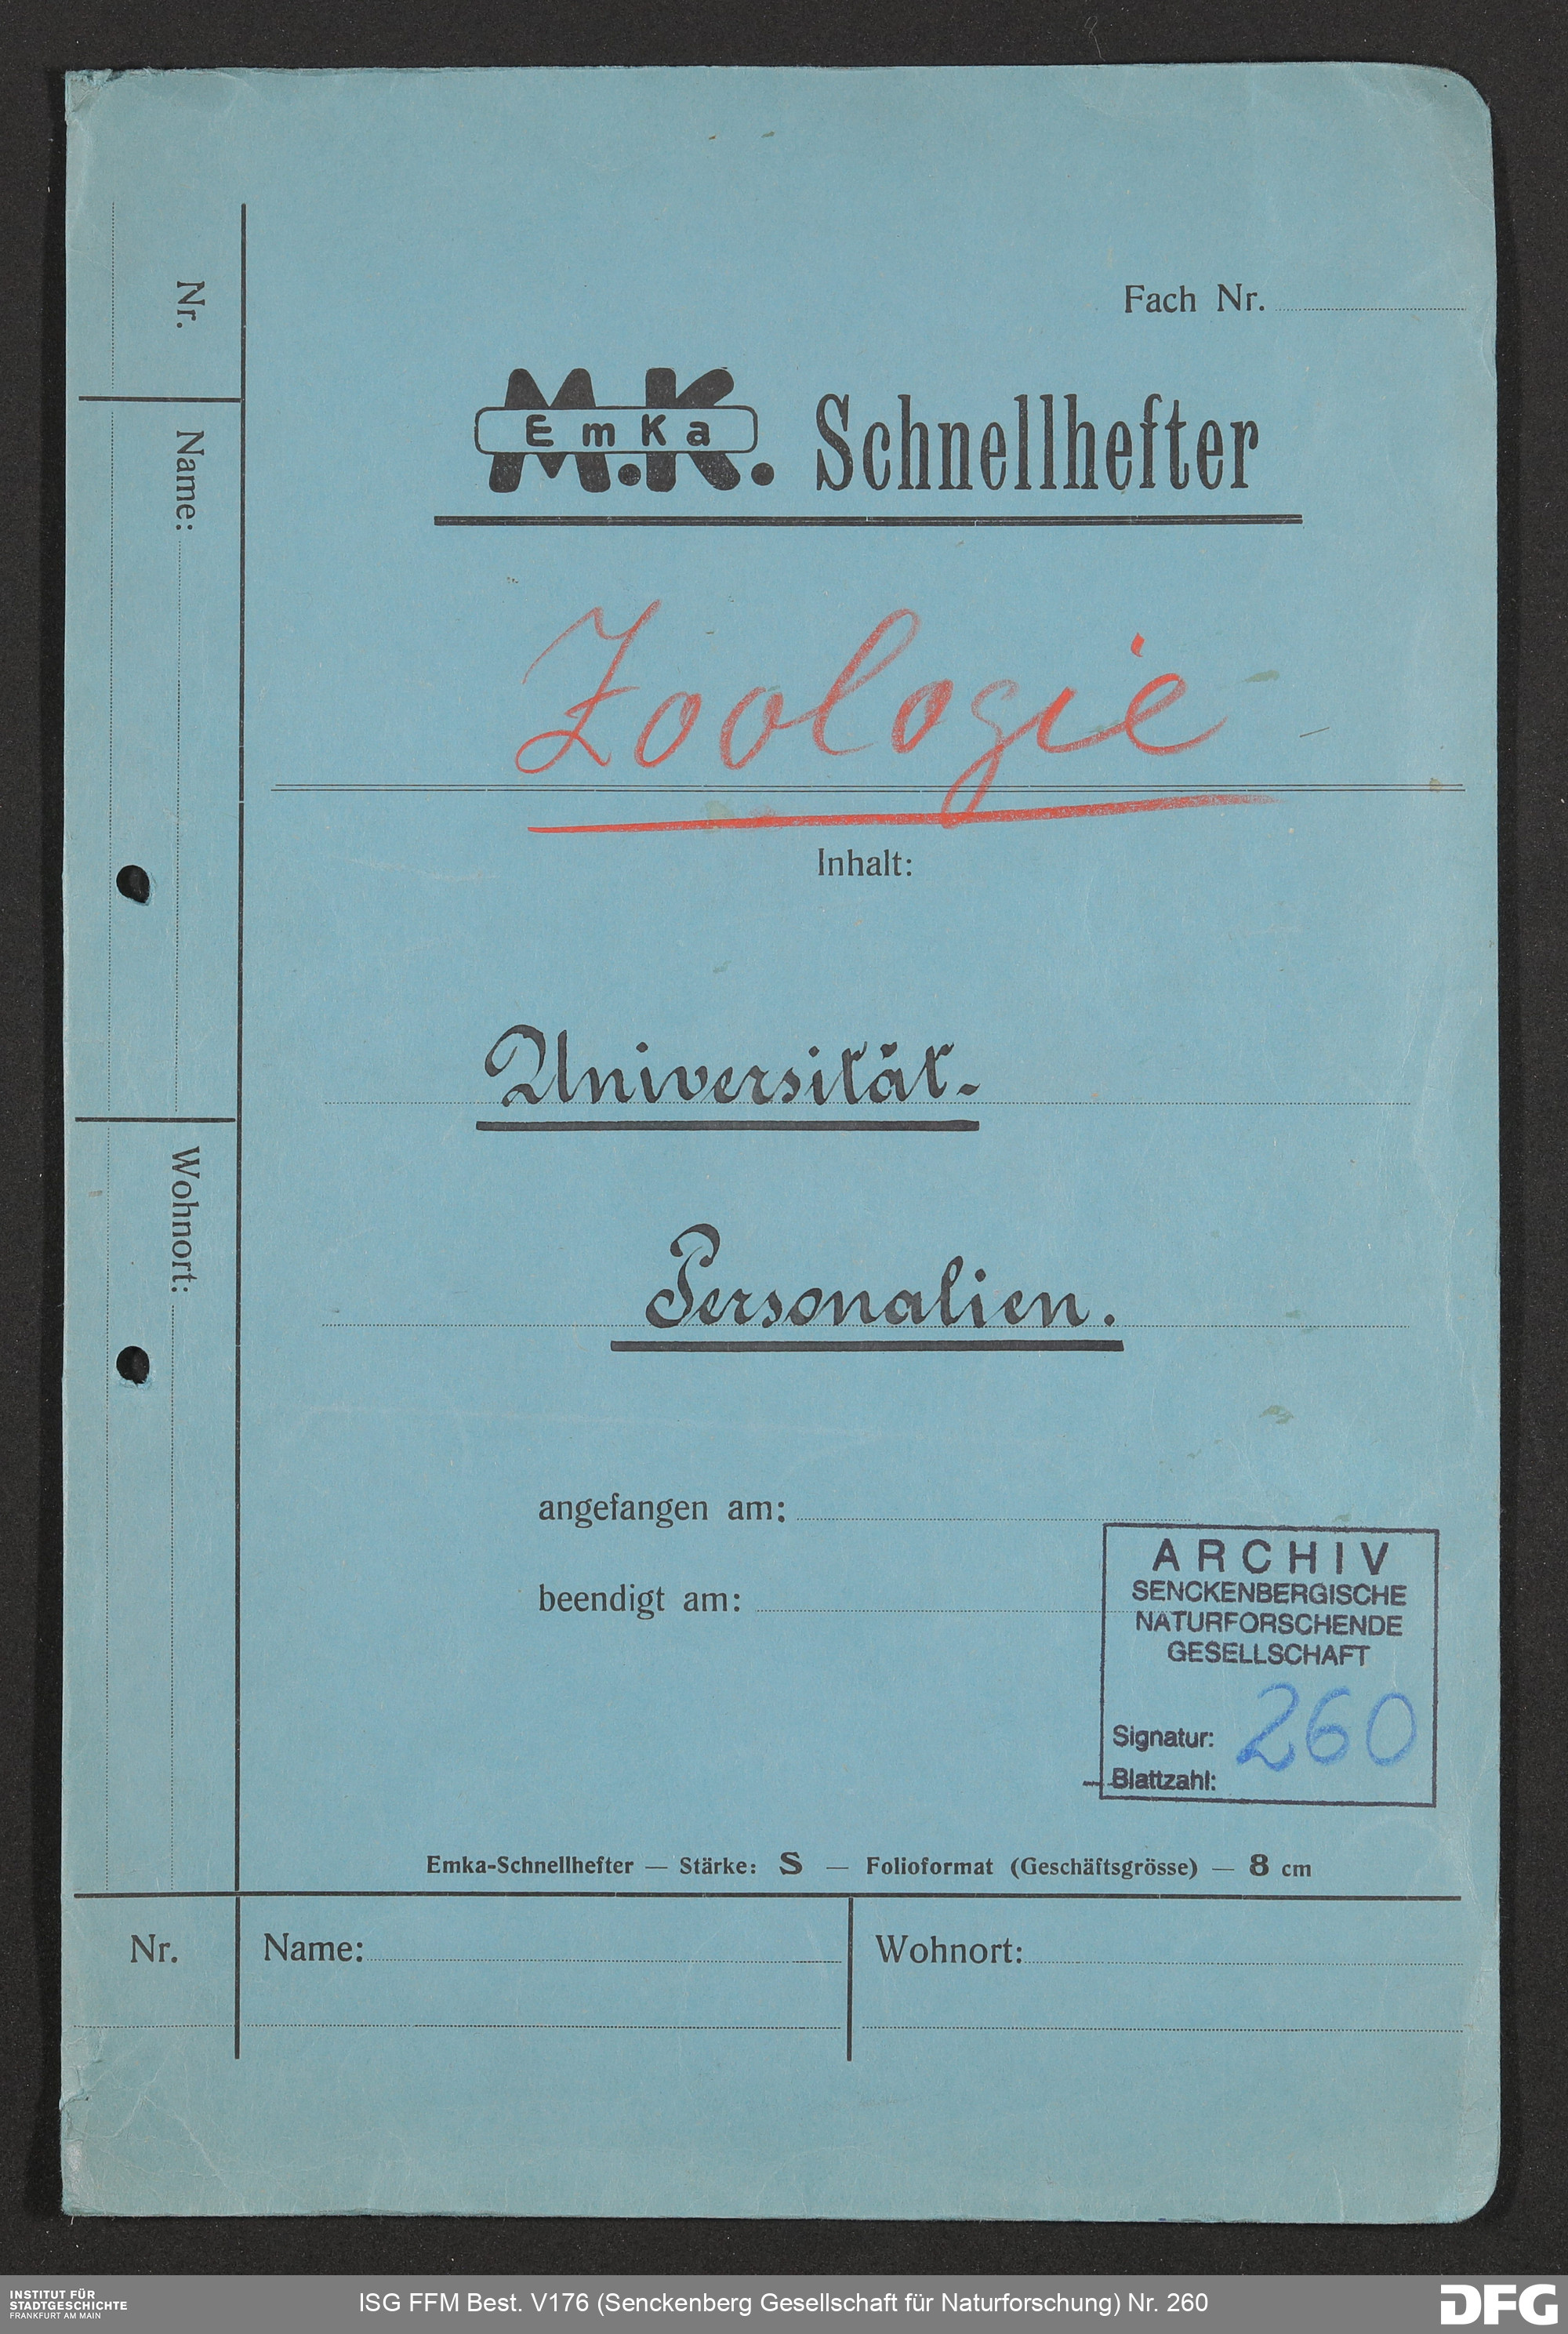 Fach Nr.
M.K.
EmKa
Schnellhefter
Zoologie
Inhalt:
Universität-
Personalien.
angefangen am:
beendigt am:
ARCHIV
SENCKENBERGISCHE
NATURFORSCHENDE
GESELLSCHAFT
Signatur: 260
Blattzahl:
Emka-Schnellhefter — Stärke: S — Folioformat (Geschäftsgrösse) — 8 cm
Nr.
Name:
Wohnort:
Nr.
Name:
Wohnort:
INSTITUT FÜR
STADTGESCHICHTE
FRANKFURT AM MAIN
ISG FFM Best. V176 (Senckenberg Gesellschaft für Naturforschung) Nr. 260
DFG